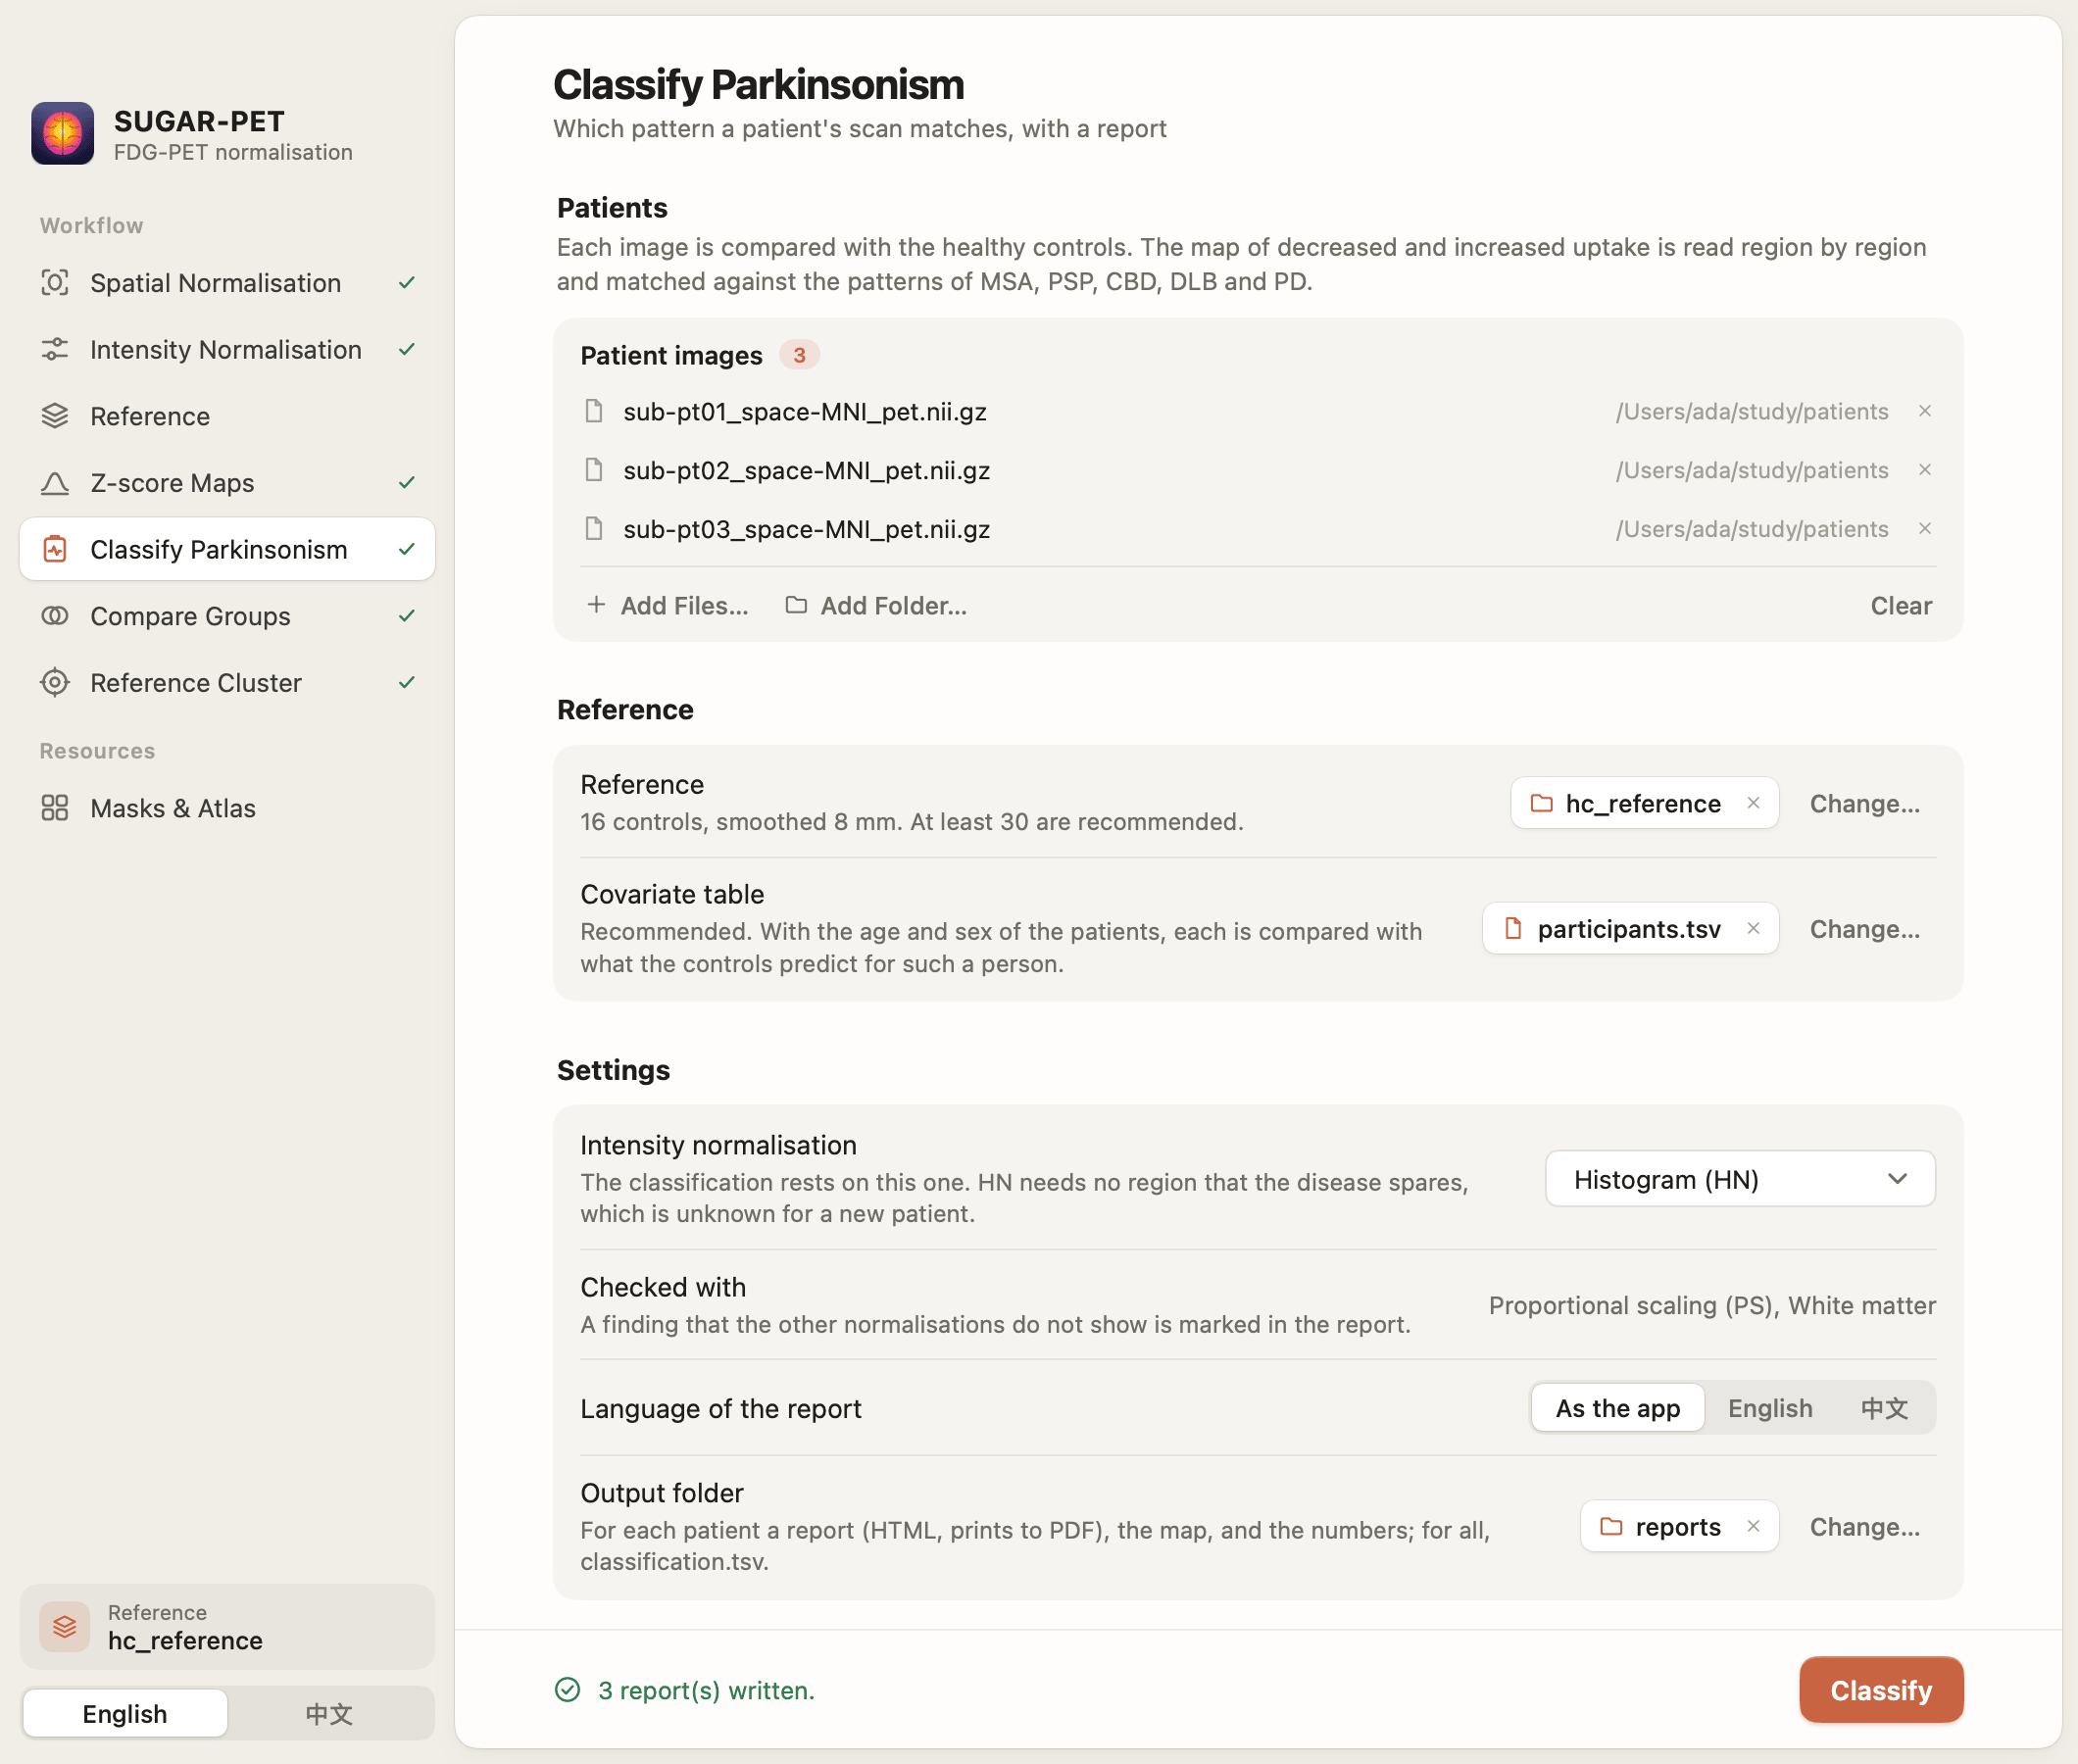 SUGAR-PET
FDG-PET normalisation
Workflow
Spatial Normalisation
Intensity Normalisation
Reference
Z-score Maps
Classify Parkinsonism
Compare Groups
Reference Cluster
Resources
Masks & Atlas
Reference
hc_reference
English 中文
Classify Parkinsonism
Which pattern a patient's scan matches, with a report
Patients
Each image is compared with the healthy controls. The map of decreased and increased uptake is read region by region
and matched against the patterns of MSA, PSP, CBD, DLB and PD.
Patient images 3
sub-pt01_space-MNI_pet.nii.gz /Users/ada/study/patients ×
sub-pt02_space-MNI_pet.nii.gz /Users/ada/study/patients ×
sub-pt03_space-MNI_pet.nii.gz /Users/ada/study/patients ×
+ Add Files... Add Folder... Clear
Reference
Reference
16 controls, smoothed 8 mm. At least 30 are recommended.
hc_reference × Change...
Covariate table
Recommended. With the age and sex of the patients, each is compared with
what the controls predict for such a person.
participants.tsv × Change...
Settings
Intensity normalisation
The classification rests on this one. HN needs no region that the disease spares,
which is unknown for a new patient.
Histogram (HN)
Checked with
A finding that the other normalisations do not show is marked in the report.
Proportional scaling (PS), White matter
Language of the report
As the app English 中文
Output folder
For each patient a report (HTML, prints to PDF), the map, and the numbers; for all,
classification.tsv.
reports × Change...
3 report(s) written.
Classify